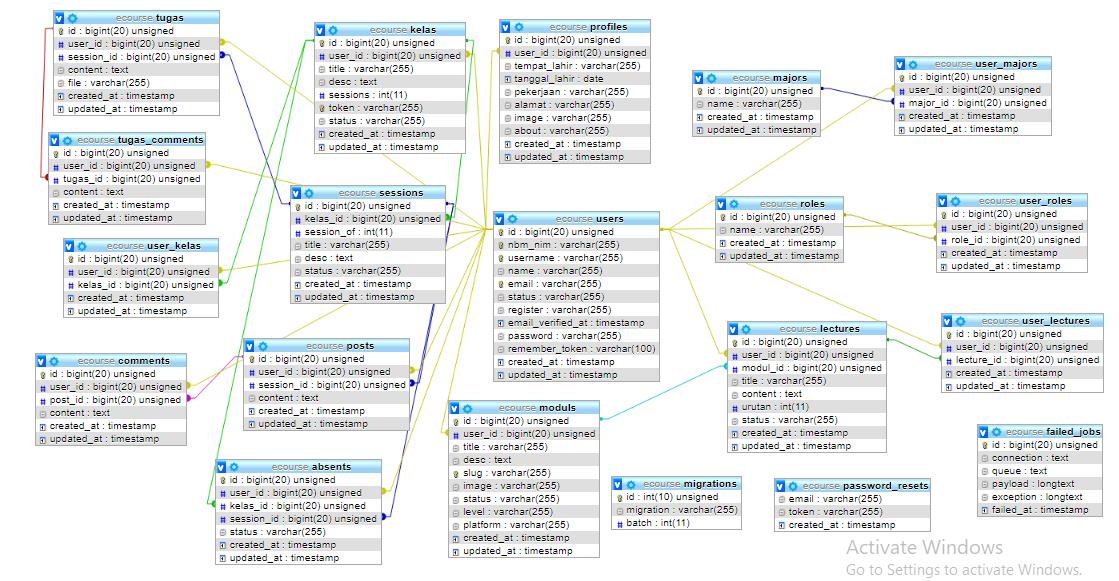 ecourse tugas
id : bigint(20) unsigned
user_id : bigint(20) unsigned
session_id : bigint(20) unsigned
content : text
file : varchar(255)
created_at : timestamp
updated_at : timestamp
ecourse kelas
id : bigint(20) unsigned
user_id : bigint(20) unsigned
title : varchar(255)
desc : text
sessions : int(11)
token : varchar(255)
status : varchar(255)
created_at : timestamp
updated_at : timestamp
ecourse profiles
id : bigint(20) unsigned
user_id : bigint(20) unsigned
tempat_lahir : varchar(255)
tanggal_lahir : date
pekerjaan : varchar(255)
alamat : varchar(255)
image : varchar(255)
about : varchar(255)
created_at : timestamp
updated_at : timestamp
ecourse majors
id : bigint(20) unsigned
name : varchar(255)
created_at : timestamp
updated_at : timestamp
ecourse user_majors
id : bigint(20) unsigned
user_id : bigint(20) unsigned
major_id : bigint(20) unsigned
created_at : timestamp
updated_at : timestamp
ecourse tugas_comments
id : bigint(20) unsigned
user_id : bigint(20) unsigned
tugas_id : bigint(20) unsigned
content : text
created_at : timestamp
updated_at : timestamp
ecourse sessions
id : bigint(20) unsigned
kelas_id : bigint(20) unsigned
session_of : int(11)
title : varchar(255)
desc : text
status : varchar(255)
created_at : timestamp
updated_at : timestamp
ecourse users
id : bigint(20) unsigned
nbm_nim : varchar(255)
username : varchar(255)
name : varchar(255)
email : varchar(255)
status : varchar(255)
register : varchar(255)
email_verified_at : timestamp
password : varchar(255)
remember_token : varchar(100)
created_at : timestamp
updated_at : timestamp
ecourse roles
id : bigint(20) unsigned
name : varchar(255)
created_at : timestamp
updated_at : timestamp
ecourse user_roles
id : bigint(20) unsigned
user_id : bigint(20) unsigned
role_id : bigint(20) unsigned
created_at : timestamp
updated_at : timestamp
ecourse user_kelas
id : bigint(20) unsigned
user_id : bigint(20) unsigned
kelas_id : bigint(20) unsigned
created_at : timestamp
updated_at : timestamp
ecourse lectures
id : bigint(20) unsigned
user_id : bigint(20) unsigned
modul_id : bigint(20) unsigned
title : varchar(255)
content : text
urutan : int(11)
status : varchar(255)
created_at : timestamp
updated_at : timestamp
ecourse user_lectures
id : bigint(20) unsigned
user_id : bigint(20) unsigned
lecture_id : bigint(20) unsigned
created_at : timestamp
updated_at : timestamp
ecourse comments
id : bigint(20) unsigned
user_id : bigint(20) unsigned
post_id : bigint(20) unsigned
content : text
created_at : timestamp
updated_at : timestamp
ecourse posts
id : bigint(20) unsigned
user_id : bigint(20) unsigned
session_id : bigint(20) unsigned
content : text
created_at : timestamp
updated_at : timestamp
ecourse moduls
id : bigint(20) unsigned
user_id : bigint(20) unsigned
title : varchar(255)
desc : text
slug : varchar(255)
image : varchar(255)
status : varchar(255)
level : varchar(255)
platform : varchar(255)
created_at : timestamp
updated_at : timestamp
ecourse absents
id : bigint(20) unsigned
user_id : bigint(20) unsigned
kelas_id : bigint(20) unsigned
session_id : bigint(20) unsigned
status : varchar(255)
created_at : timestamp
updated_at : timestamp
ecourse migrations
id : int(10) unsigned
migration : varchar(255)
batch : int(11)
ecourse password_resets
email : varchar(255)
token : varchar(255)
created_at : timestamp
ecourse failed_jobs
id : bigint(20) unsigned
connection : text
queue : text
payload : longtext
exception : longtext
failed_at : timestamp
Activate Windows
Go to Settings to activate Windows.